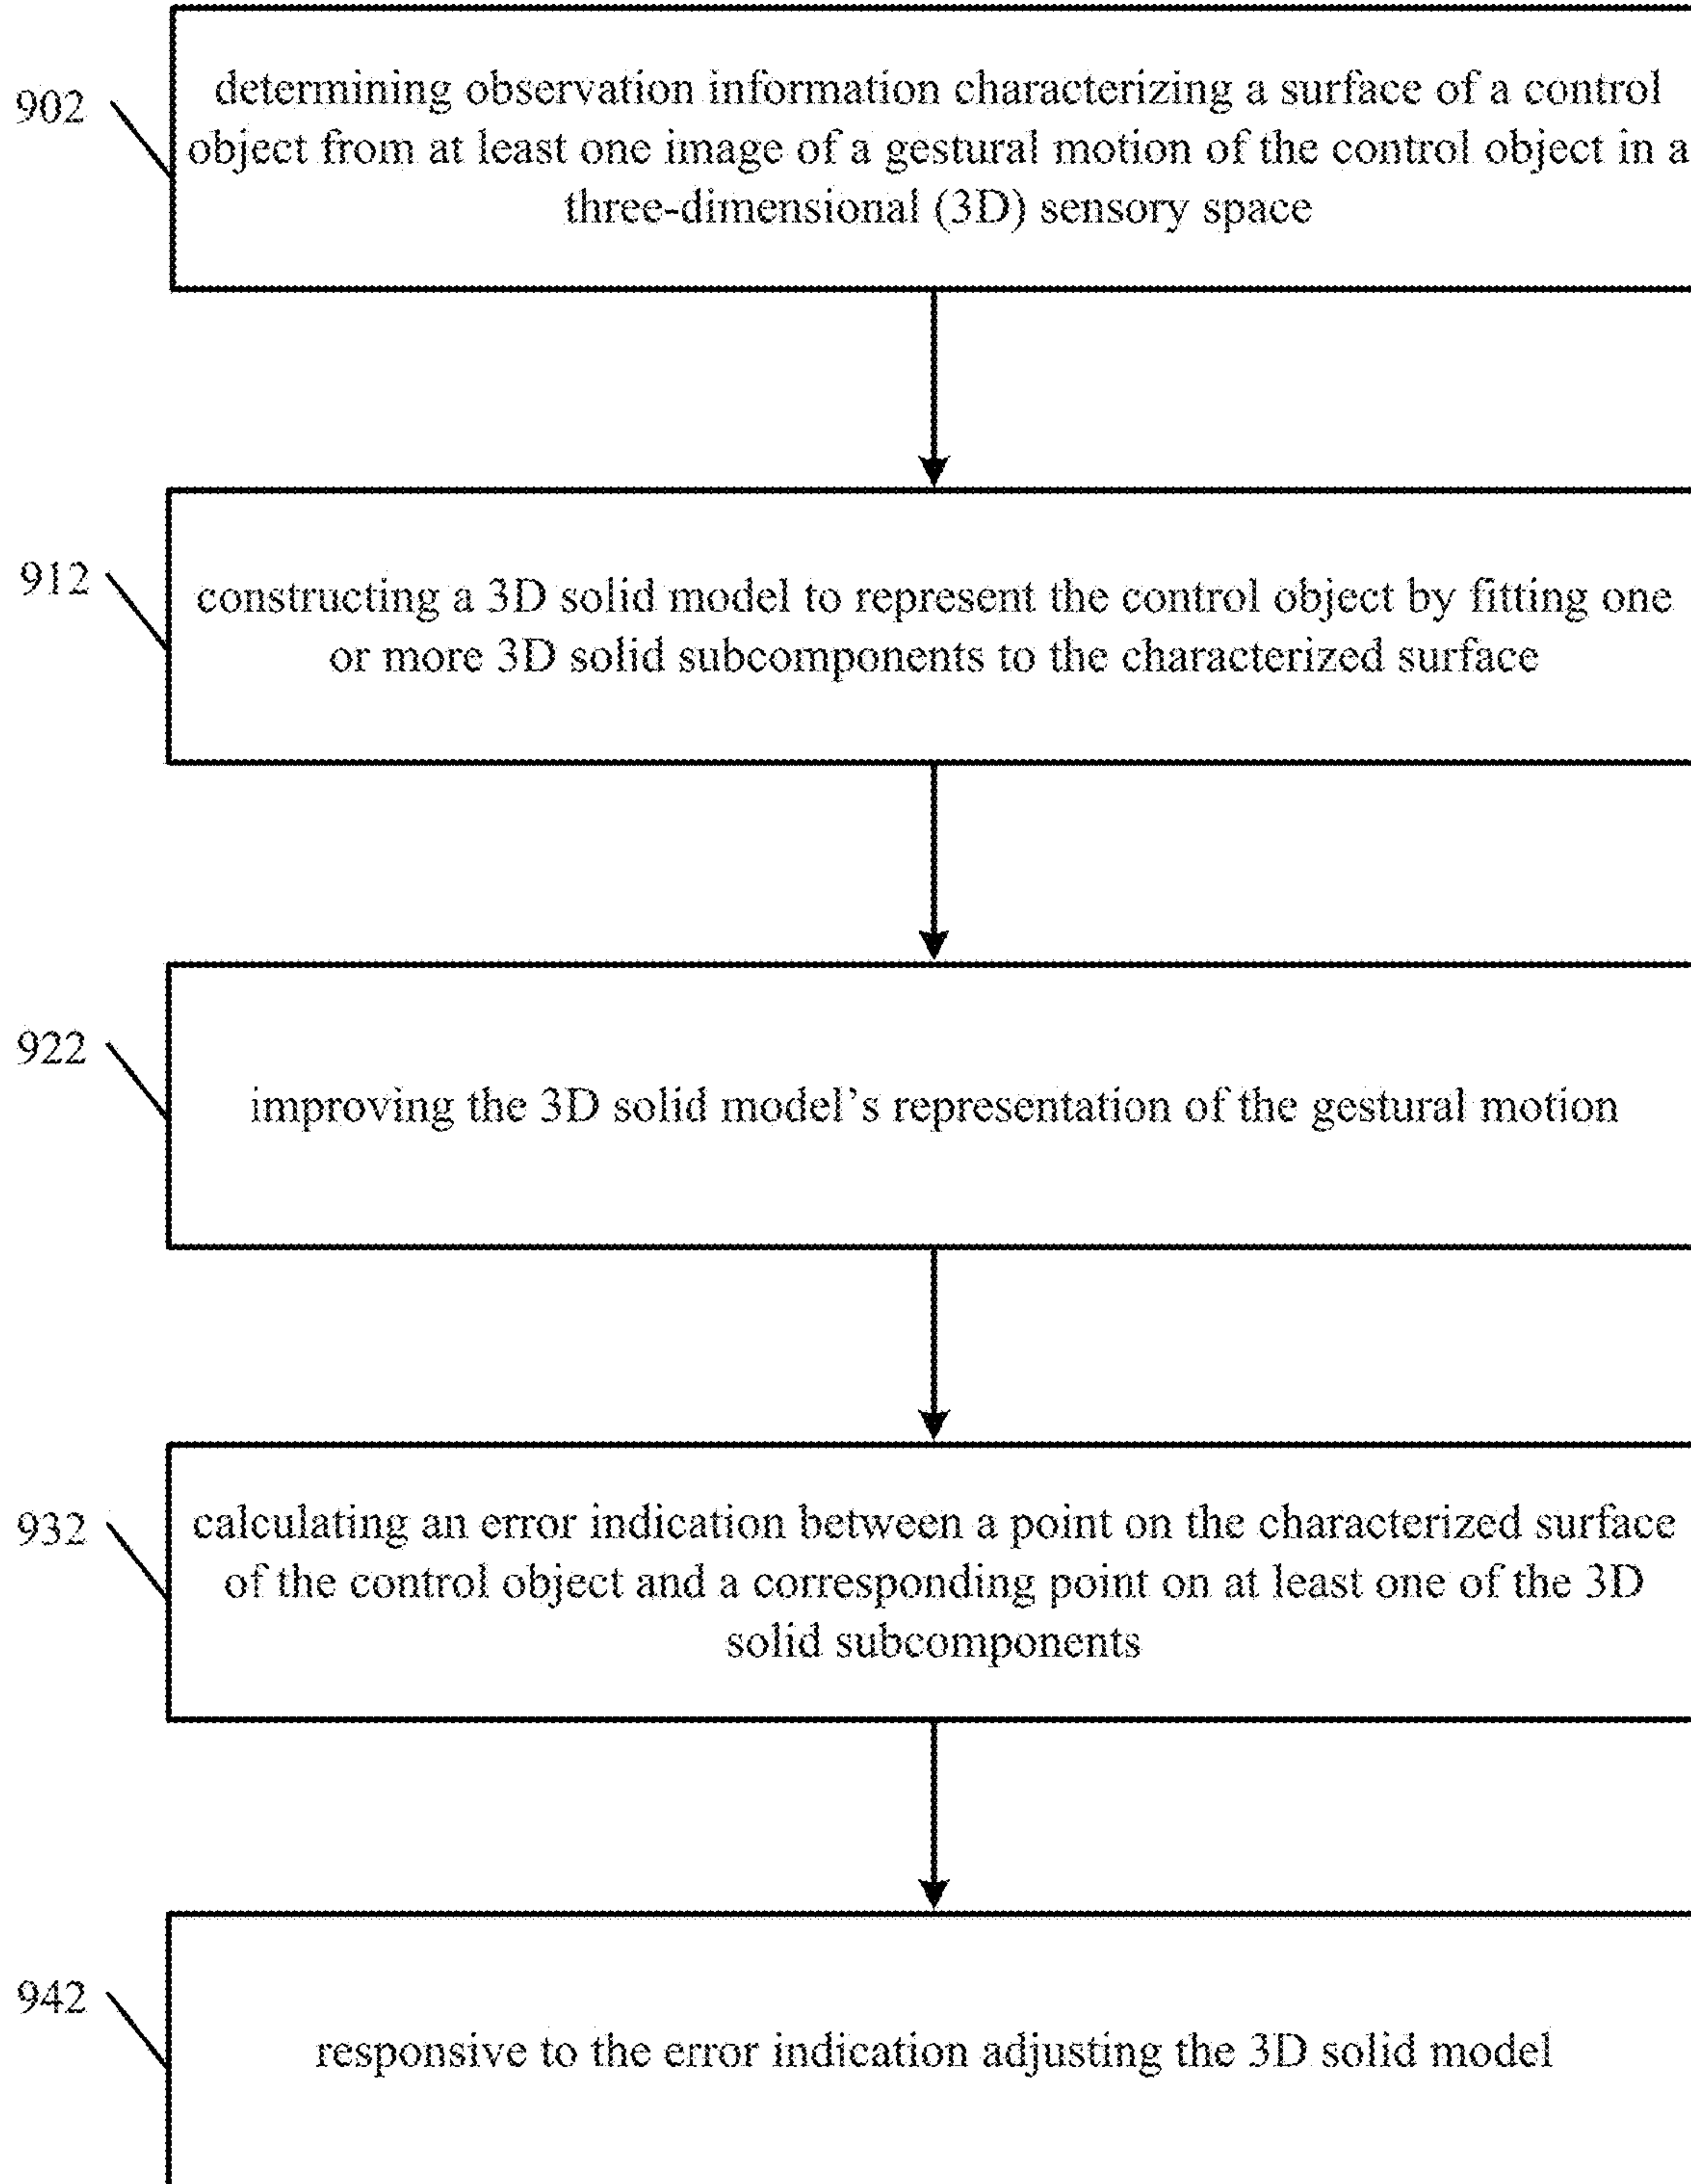 902
determining observation information characterizing a surface of a control
object from at least one image of a gestural motion of the control object in a
three-dimensional (3D) sensory space
912
constructing a 3D solid model to represent the control object by fitting one
or more 3D solid subcomponents to the characterized surface
922
improving the 3D solid model’s representation of the gestural motion
932
calculating an error indication between a point on the characterized surface
of the control object and a corresponding point on at least one of the 3D
solid subcomponents
942
responsive to the error indication adjusting the 3D solid model